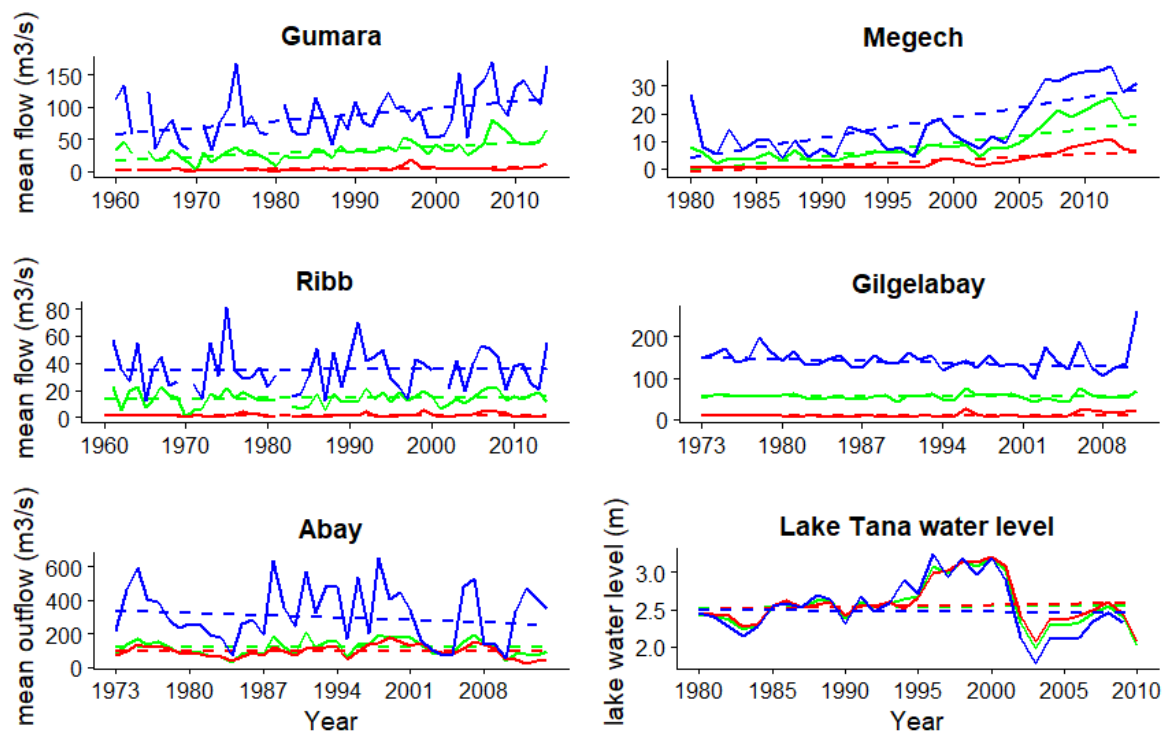 Gumara
mean flow (m3/s)
150
100
50
0
1960 1970 1980 1990 2000 2010
Megech
30
20
10
0
1980 1985 1990 1995 2000 2005 2010
Ribb
mean flow (m3/s)
80
60
40
20
0
1960 1970 1980 1990 2000 2010
Gilgelabay
200
100
0
1973 1980 1987 1994 2001 2008
Abay
mean outflow (m3/s)
600
400
200
0
1973 1980 1987 1994 2001 2008
Year
Lake Tana water level
lake water level (m)
3.0
2.5
2.0
1980 1985 1990 1995 2000 2005 2010
Year